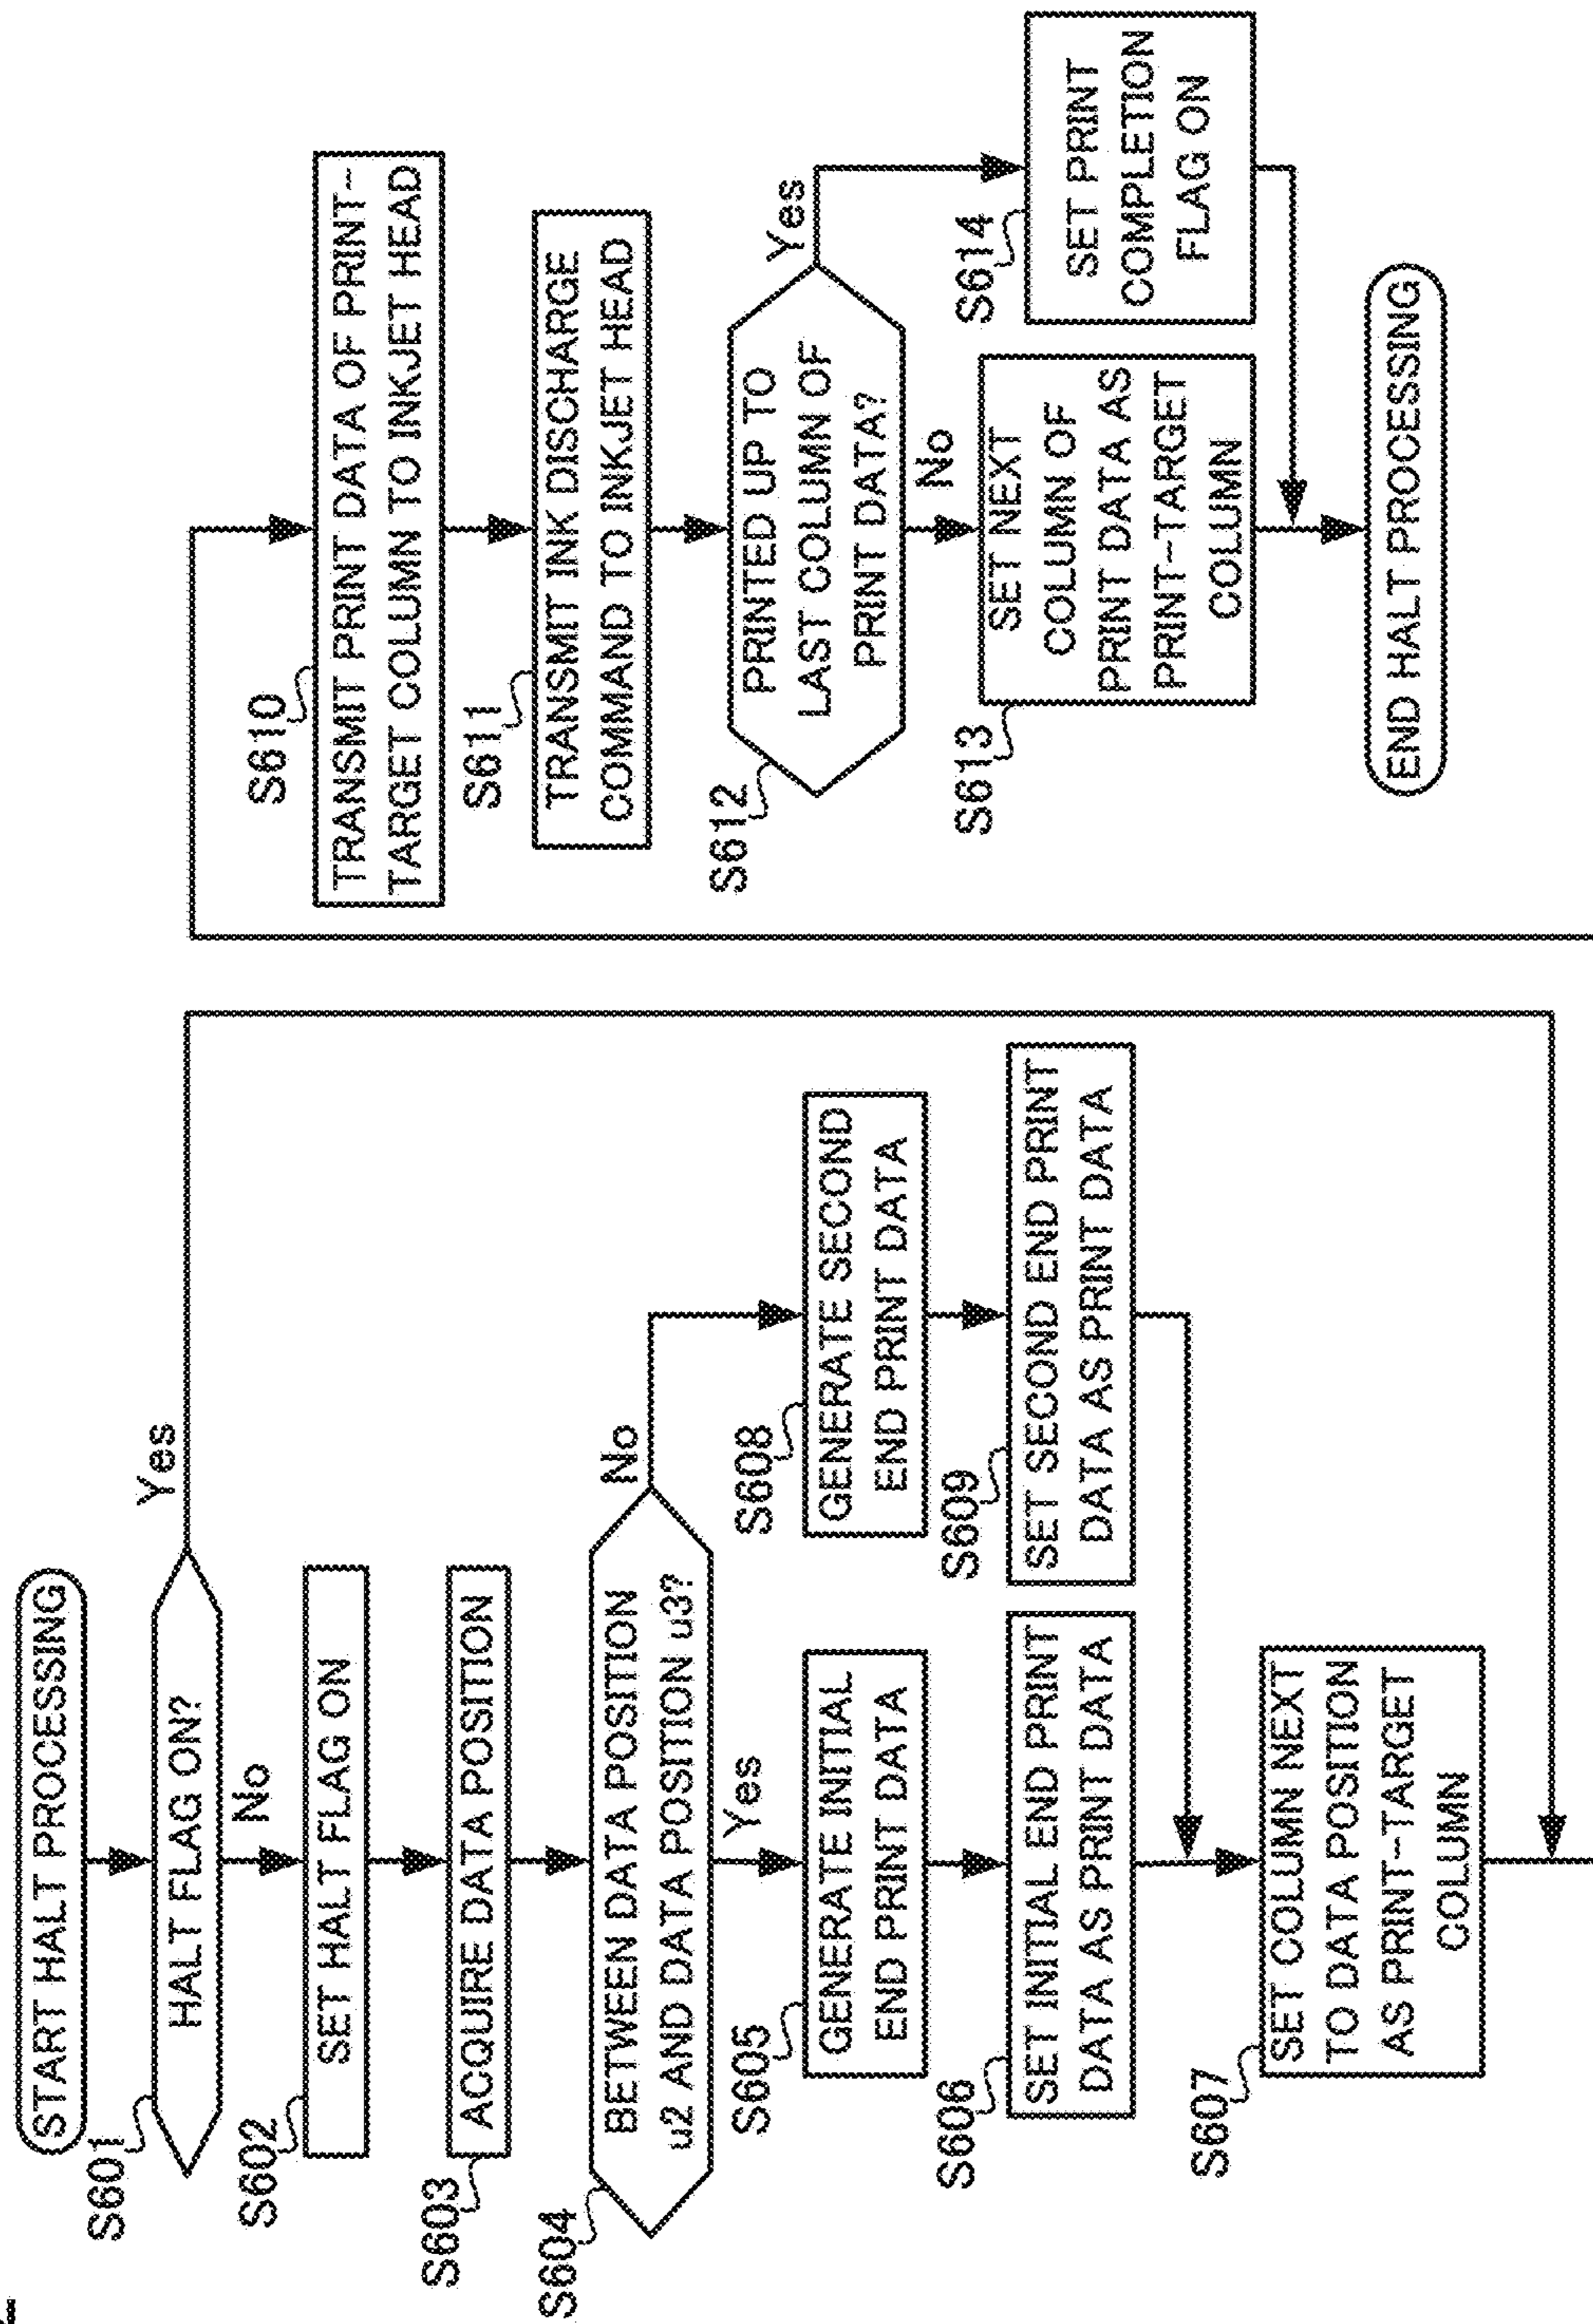 START HALT PROCESSING
S601
HALT FLAG ON?
Yes
No
S602
SET HALT FLAG ON
S603
ACQUIRE DATA POSITION
S604
BETWEEN DATA POSITION
u2 AND DATA POSITION u3?
No
Yes
S605
GENERATE INITIAL
END PRINT DATA
S608
GENERATE SECOND
END PRINT DATA
S606
SET INITIAL END PRINT
DATA AS PRINT DATA
S609
SET SECOND END PRINT
DATA AS PRINT DATA
S607
SET COLUMN NEXT
TO DATA POSITION
AS PRINT-TARGET
COLUMN
S610
TRANSMIT PRINT DATA OF PRINT-
TARGET COLUMN TO INKJET HEAD
S611
TRANSMIT INK DISCHARGE
COMMAND TO INKJET HEAD
S612
PRINTED UP TO
LAST COLUMN OF
PRINT DATA?
Yes
No
S613
SET NEXT
COLUMN OF
PRINT DATA AS
PRINT-TARGET
COLUMN
S614
SET PRINT
COMPLETION
FLAG ON
END HALT PROCESSING